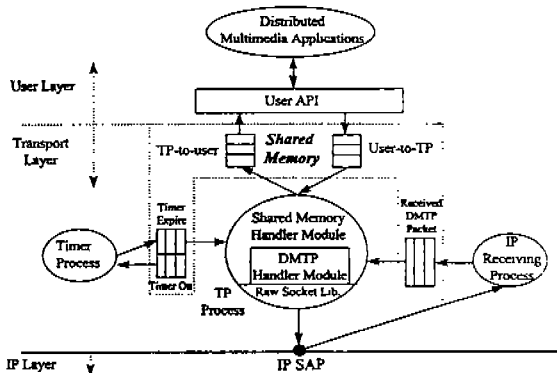 Distributed
Multimedia Applications
User Layer
User API
Transport
Layer
TP-to-user
Shared
Memory
User-to-TP
Timer
Expire
Received
DMTP
Packet
Shared Memory
Handler Module
Timer
Process
IP
Receiving
Process
DMTP
Handler Module
Timer On
TP
Process
Raw Socket Lib.
IP Layer
IP SAP